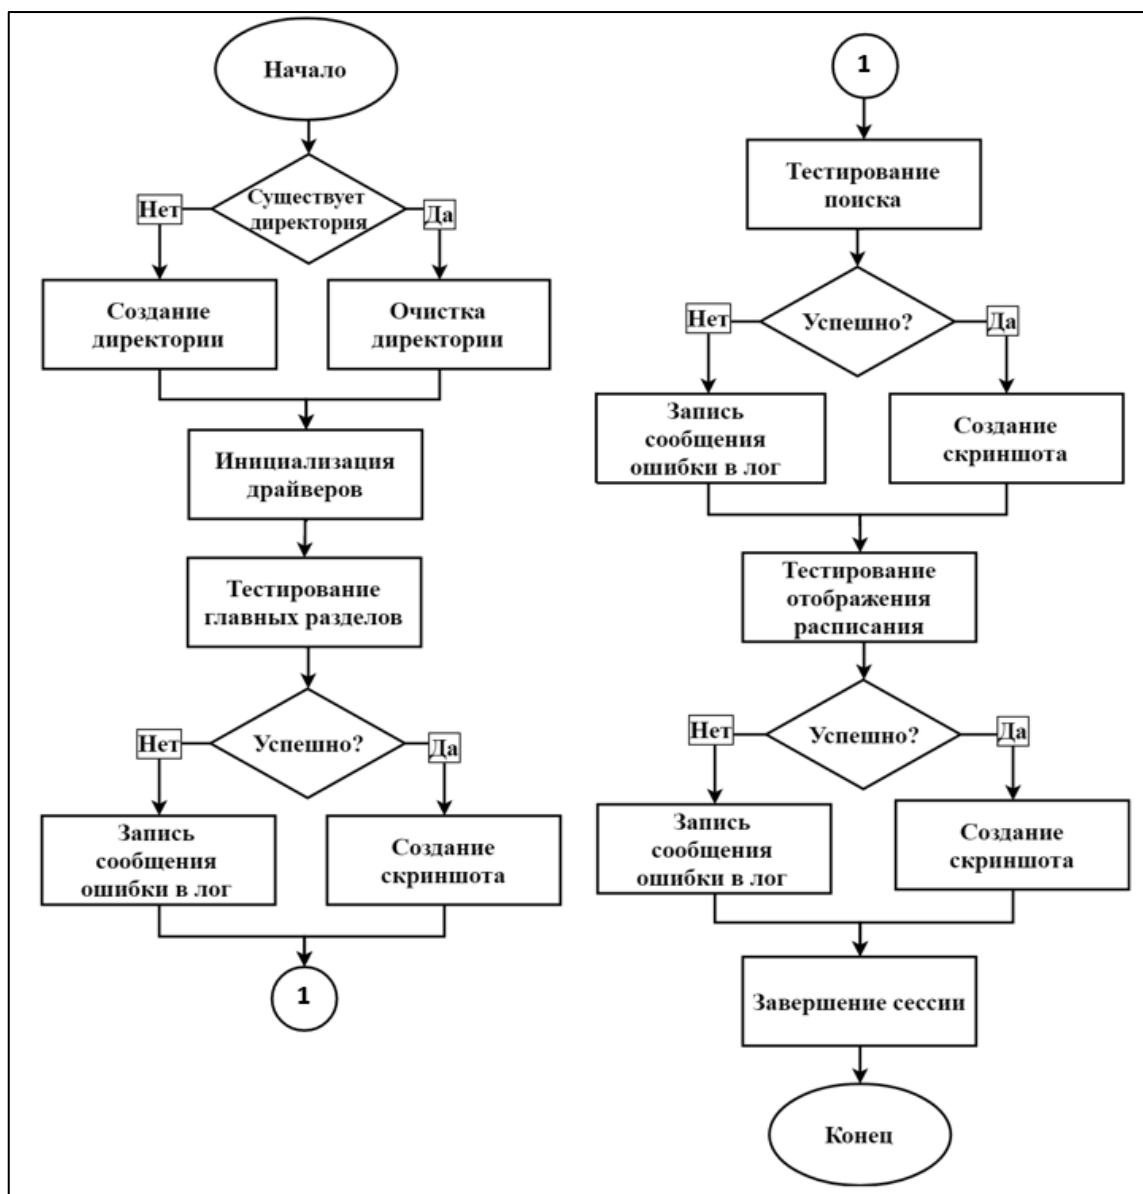 Начало
Существует
директория
Нет
Да
Создание
директории
Очистка
директории
Инициализация
драйверов
Тестирование
главных разделов
Успешно?
Нет
Да
Запись
сообщения
ошибки в лог
Создание
скриншота
1
1
Тестирование
поиска
Успешно?
Нет
Да
Запись
сообщения
ошибки в лог
Создание
скриншота
Тестирование
отображения
расписания
Успешно?
Нет
Да
Запись
сообщения
ошибки в лог
Создание
скриншота
Завершение сессии
Конец